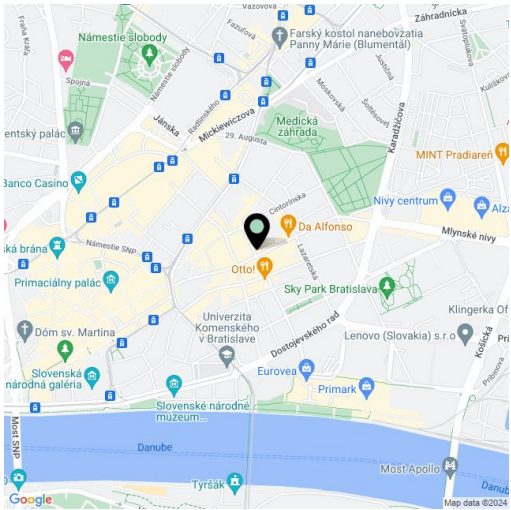 Vazovova
Záhradnícka
Fraňa Kráľa
Námestie slobody
Fazuľová
Farský kostol nanebovzatia
Panny Márie (Blumentál)
Svätoplukova
Spojná
Námestie slobody
Justičná
Kulíškova
Moskovská
Šoltésovej
Radlinského
Jánska
Mickiewiczova
Medická
záhrada
Karadžičova
entský palác
29. Augusta
MINT Pradiareň
Banco Casino
Cintorínska
Nivy centrum
Alza
Da Alfonso
Mlynské nivy
ská brána
Námestie SNP
Lazaretská
Otto!
Primaciálny palác
Sky Park Bratislava
Klingerka Of
Univerzita
Komenského
v Bratislave
Dóm sv. Martina
Dostojevského rad
Lenovo (Slovakia) s.r.o
Košická
Slovenská
národná galéria
Eurovea
Primark
Pribinova
Slovenské národné
múzeum...
Most SNP
Danube
Most Apollo
Tyršák
Danube
Google
Map data ©2024